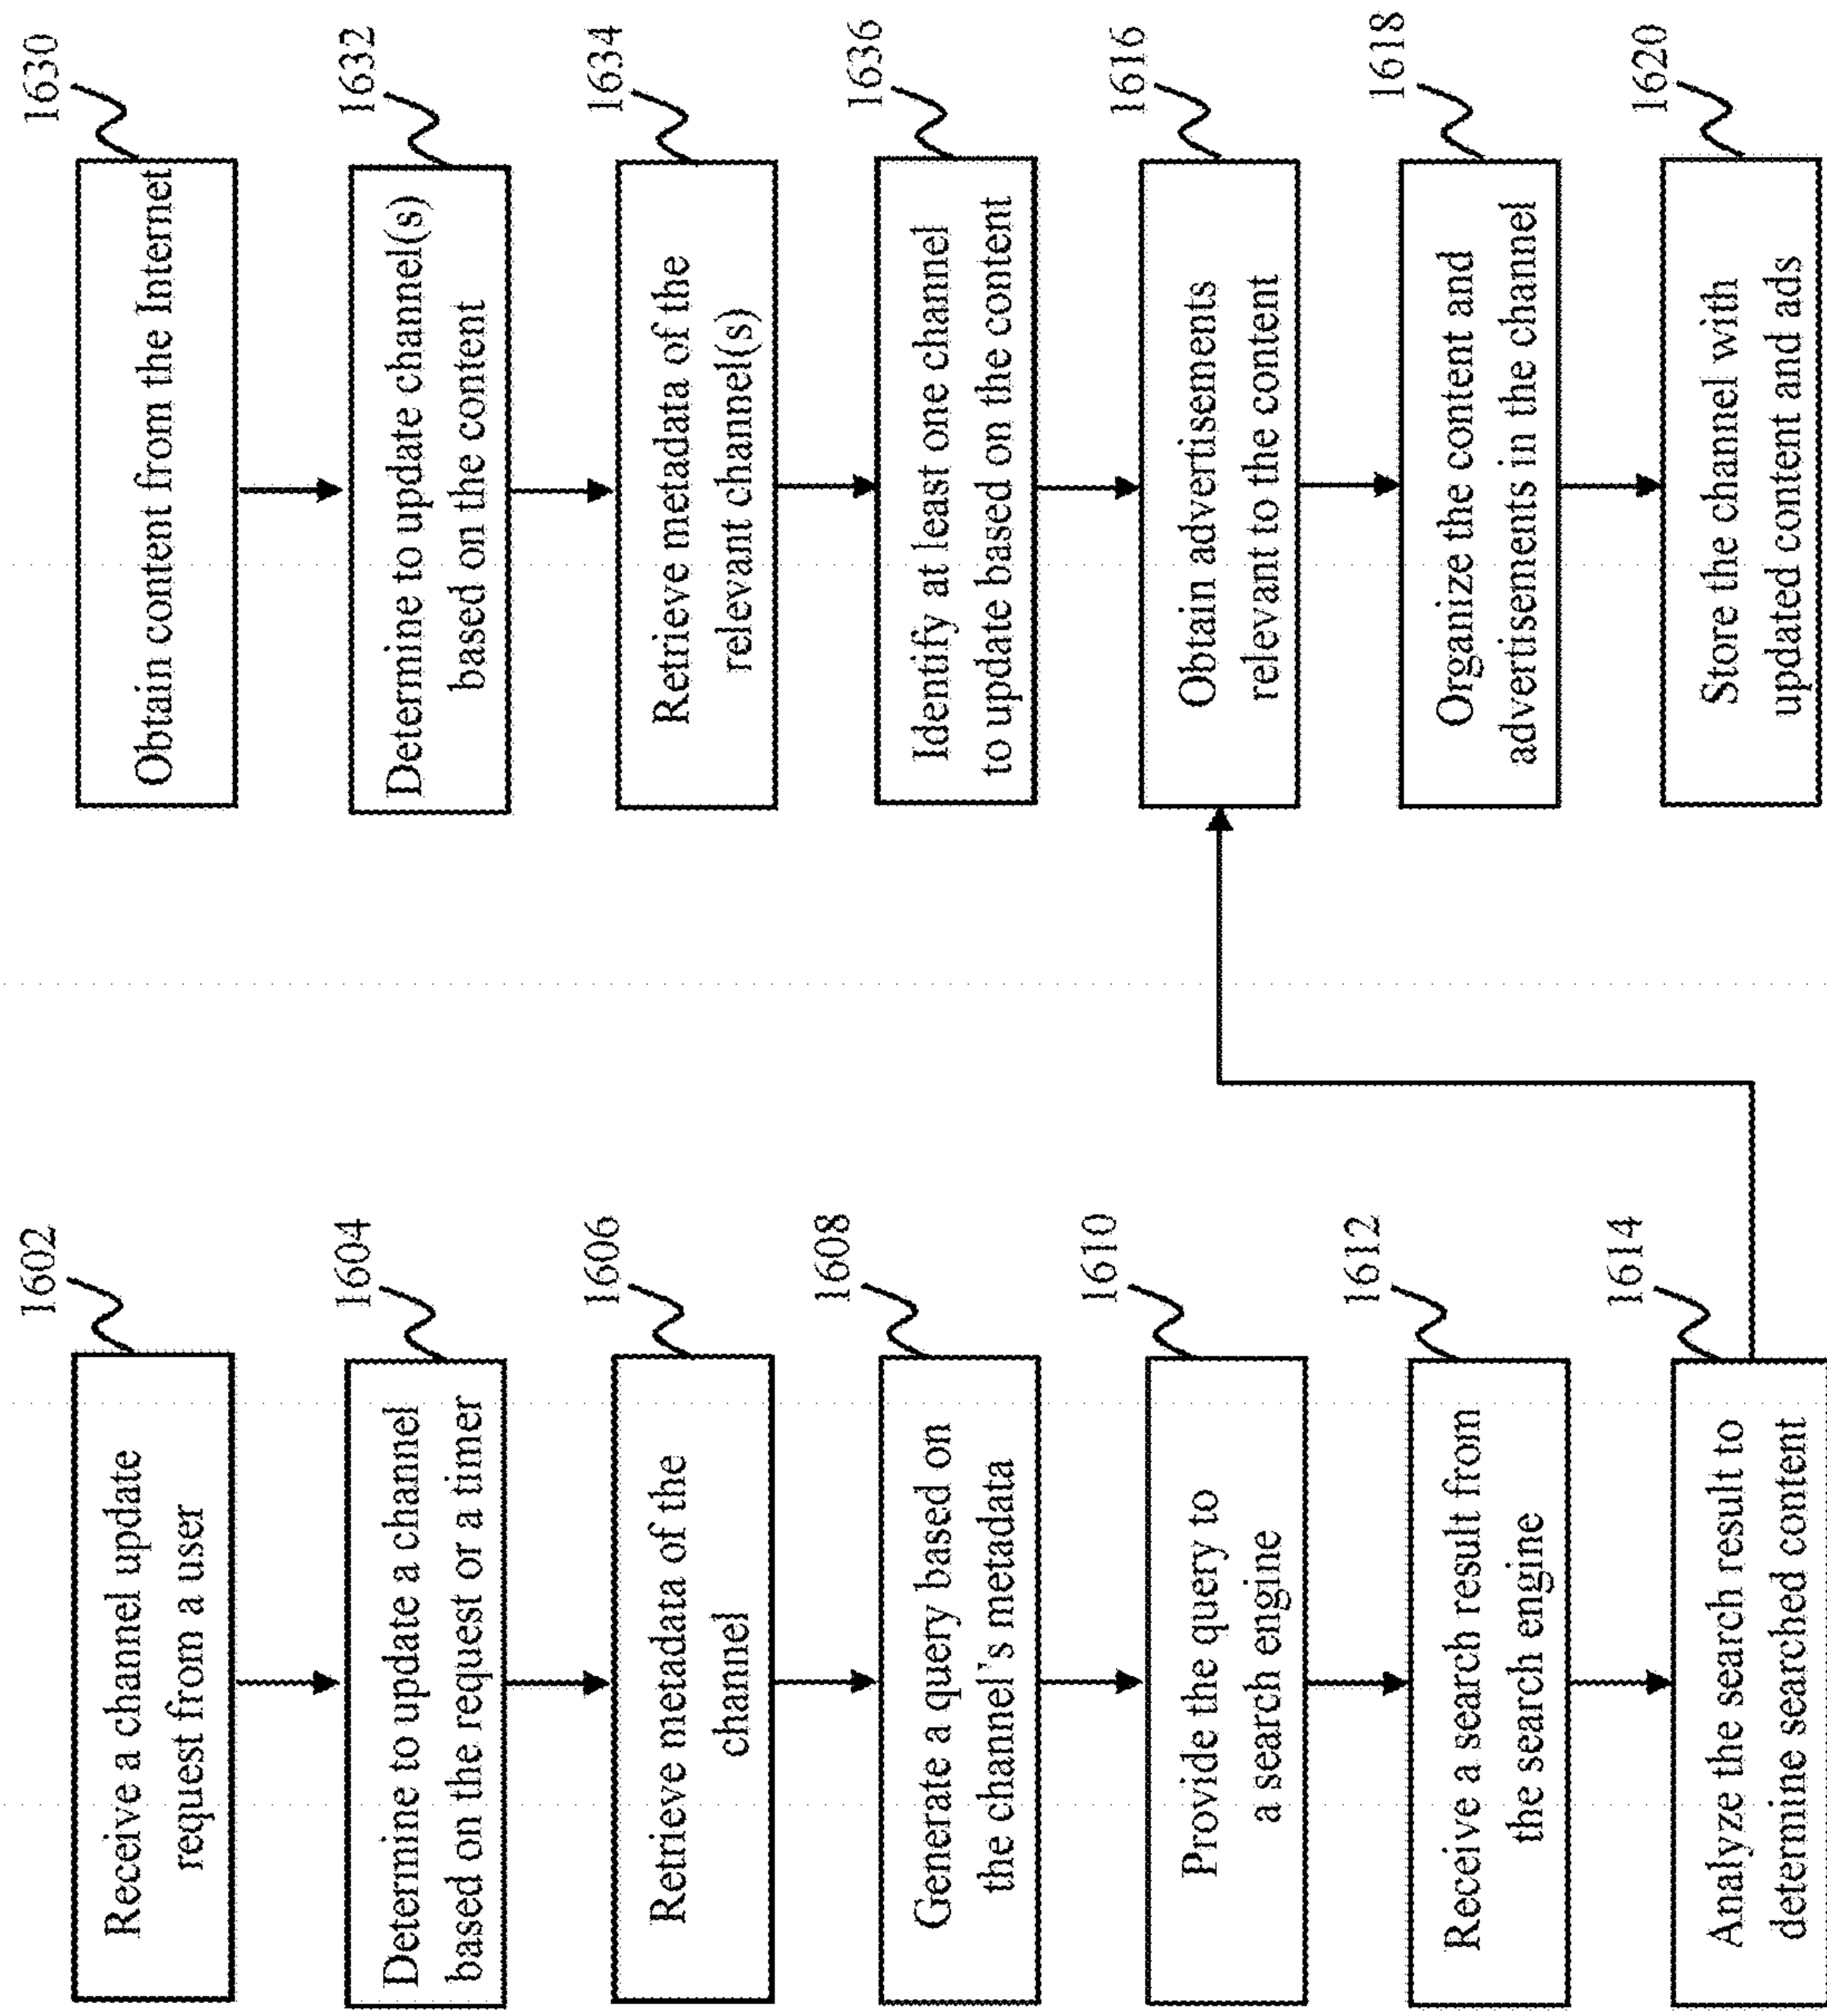 1602
Receive a channel update
request from a user
1604
Determine to update a channel
based on the request or a timer
1606
Retrieve metadata of the
channel
1608
Generate a query based on
the channel's metadata
1610
Provide the query to
a search engine
1612
Receive a search result from
the search engine
1614
Analyze the search result to
determine searched content
1630
Obtain content from the Internet
1632
Determine to update channel(s)
based on the content
1634
Retrieve metadata of the
relevant channel(s)
1636
Identify at least one channel
to update based on the content
1616
Obtain advertisements
relevant to the content
1618
Organize the content and
advertisements in the channel
1620
Store the channel with
updated content and ads